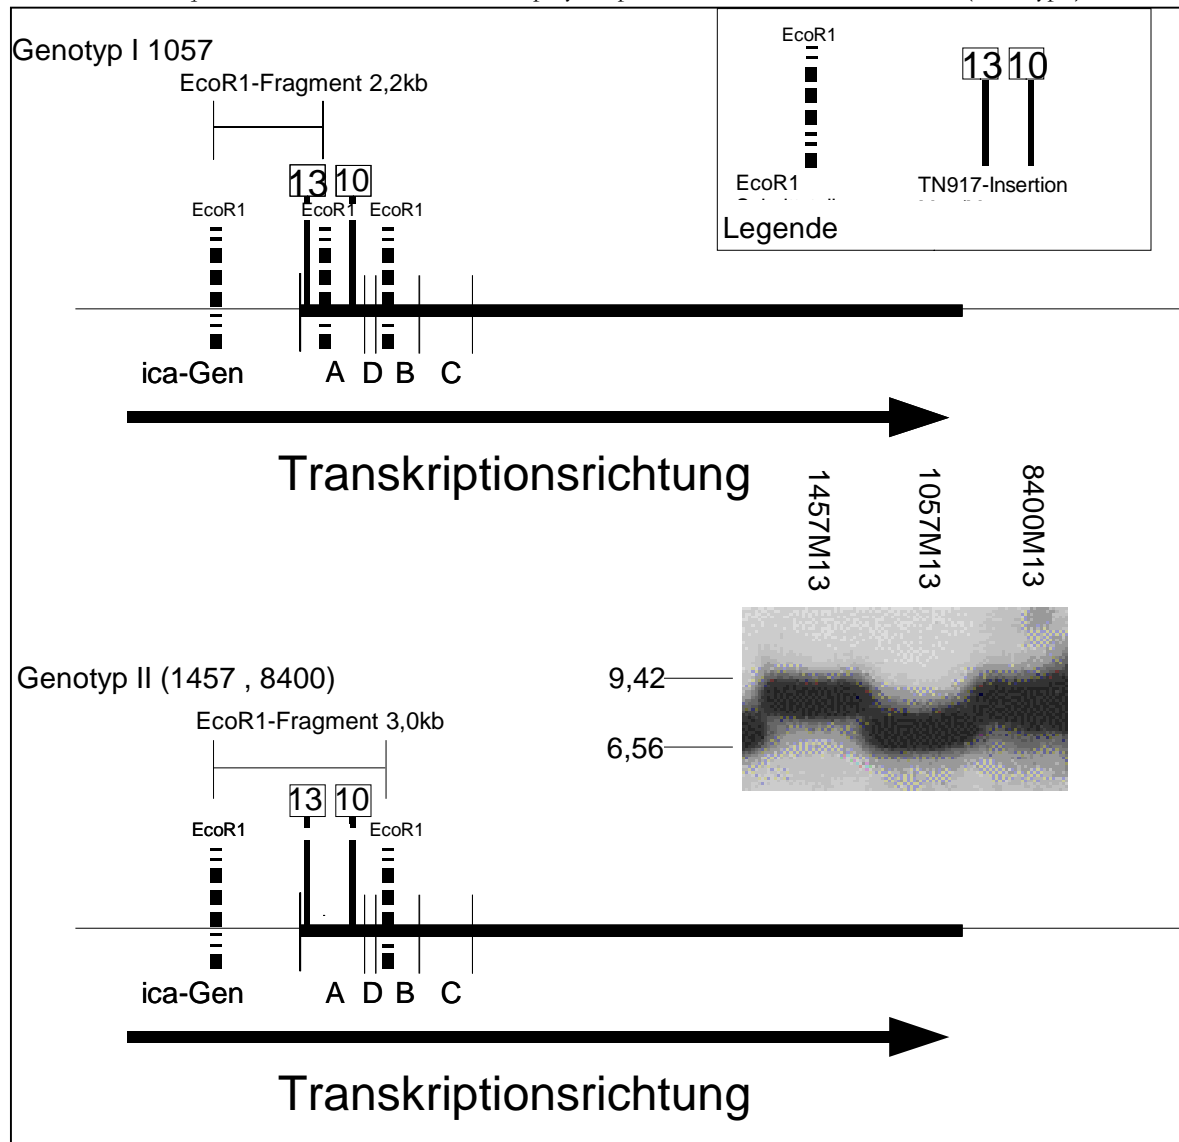 Genotyp I 1057
EcoR1-Fragment 2,2kb
13 10
EcoR1 EcoR1 EcoR1
ica-Gen A D B C
Transkriptionsrichtung
EcoR1
13 10
EcoR1
TN917-Insertion
Legende
1457M13
1057M13
8400M13
9,42
6,56
Genotyp II (1457 , 8400)
EcoR1-Fragment 3,0kb
13 10
EcoR1 EcoR1
ica-Gen A D B C
Transkriptionsrichtung